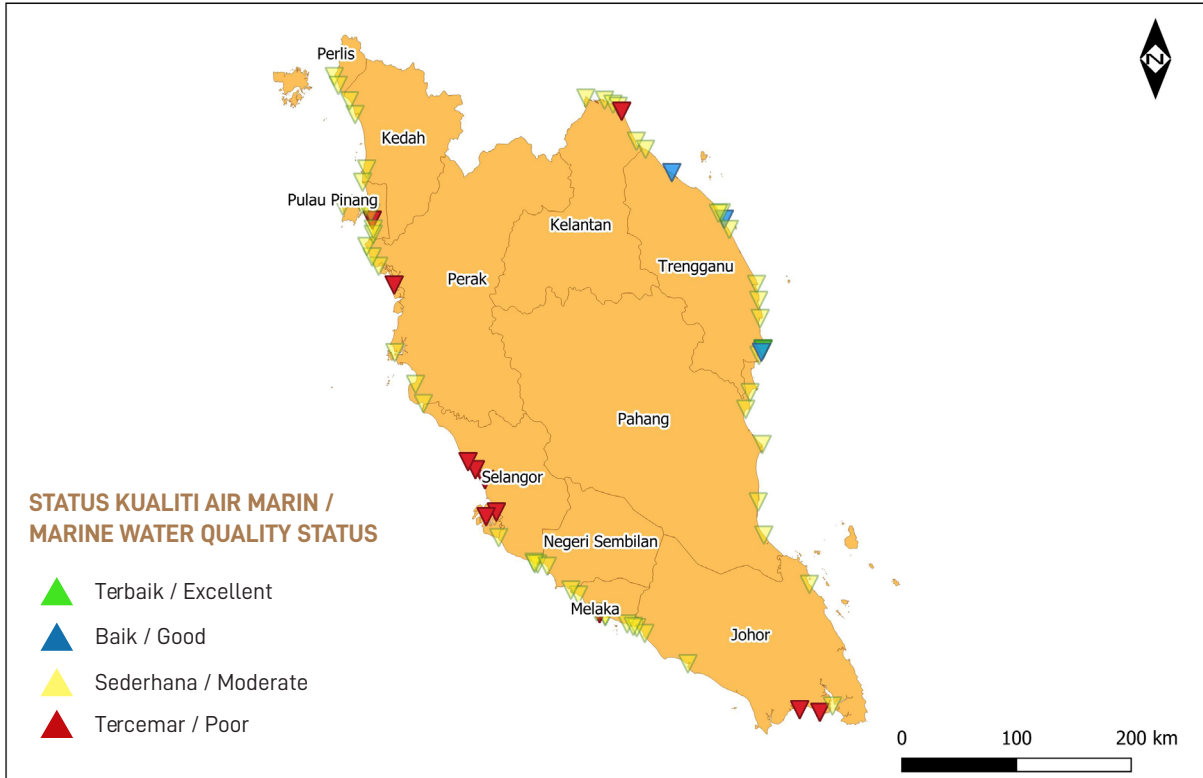 N
Perlis
Kedah
Pulau Pinang
Kelantan
Perak
Trengganu
Pahang
Selangor
Negeri Sembilan
Melaka
Johor
STATUS KUALITI AIR MARIN /
MARINE WATER QUALITY STATUS
Terbaik / Excellent
Baik / Good
Sederhana / Moderate
Tercemar / Poor
0 100 200 km